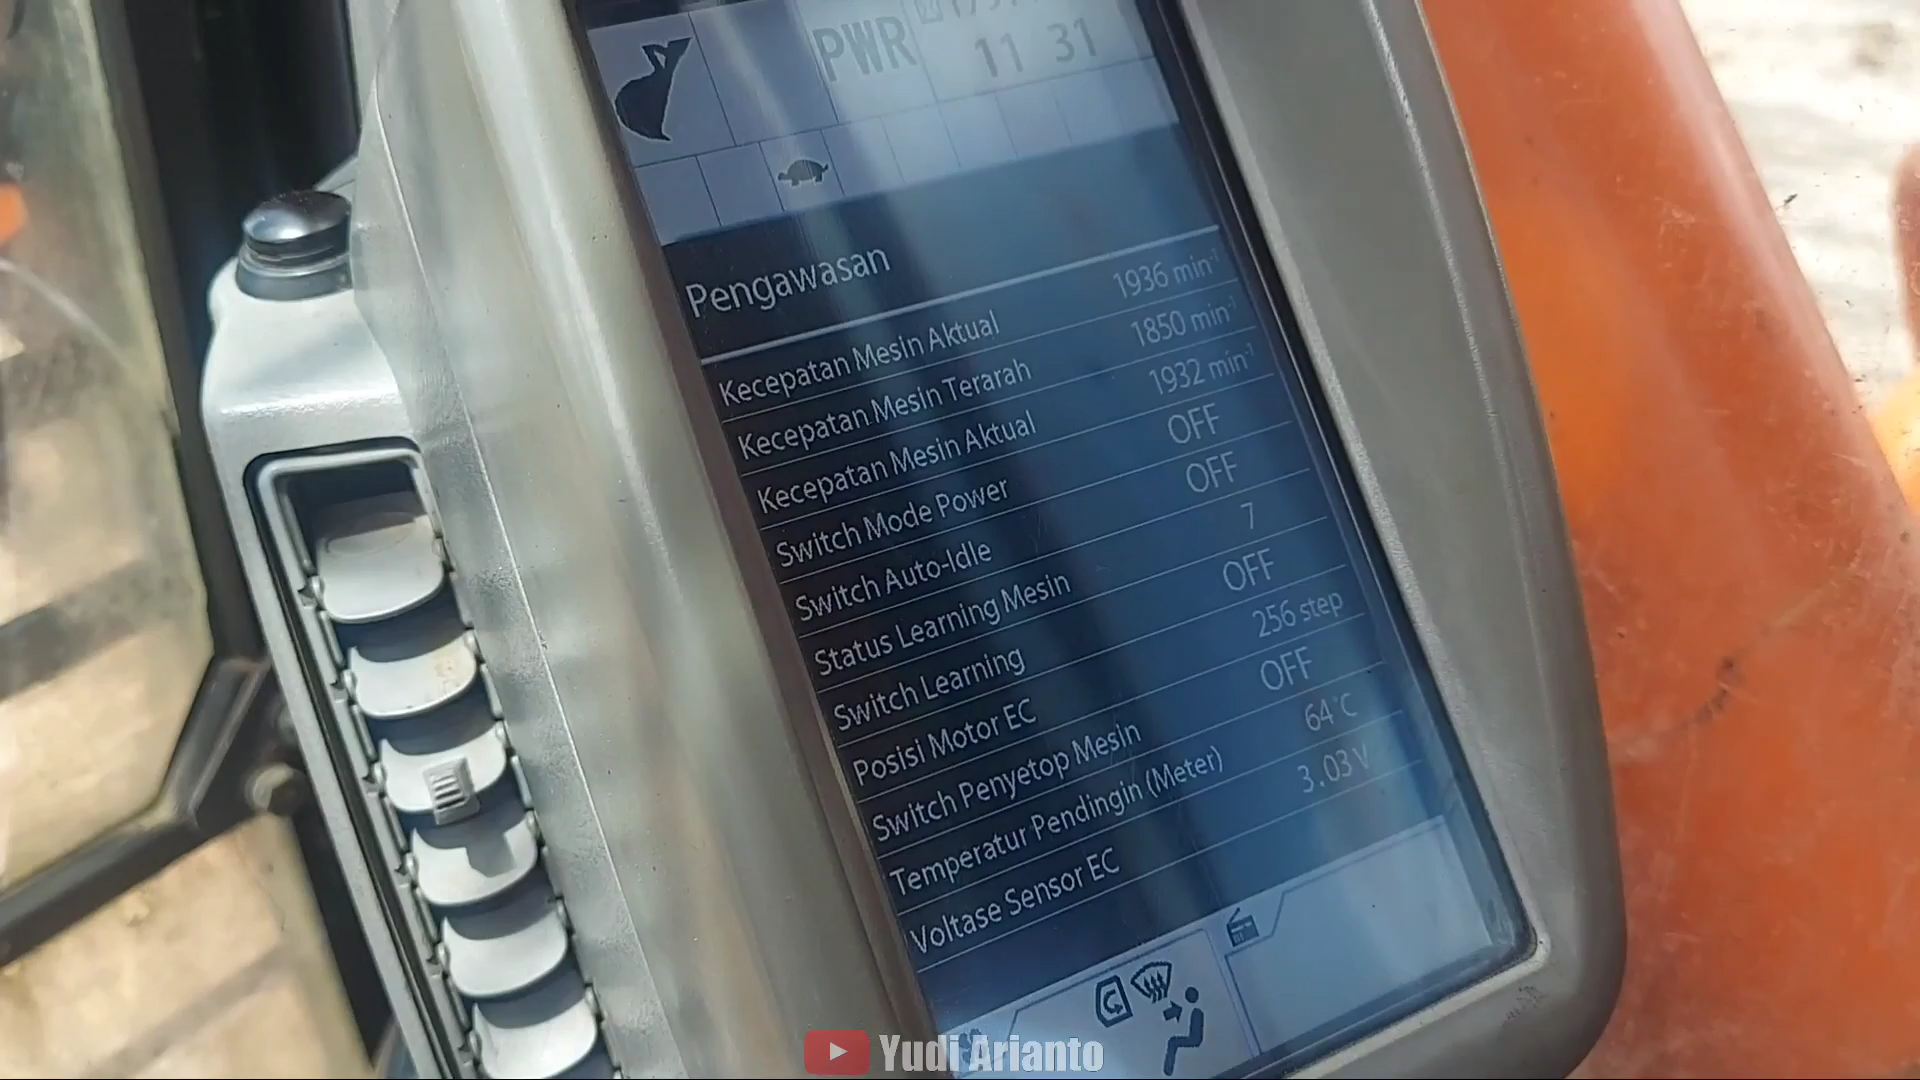 PWR
11 31
Pengawasan
Kecepatan Mesin Aktual 1936 min⁻¹
Kecepatan Mesin Terarah 1850 min⁻¹
Kecepatan Mesin Aktual 1932 min⁻¹
Switch Mode Power OFF
Switch Auto-Idle OFF
Status Learning Mesin 7
Switch Learning OFF
Posisi Motor EC 256 step
Switch Penyetop Mesin OFF
Temperatur Pendingin (Meter) 64°C
Voltase Sensor EC 3.03 V
Yudi Arianto